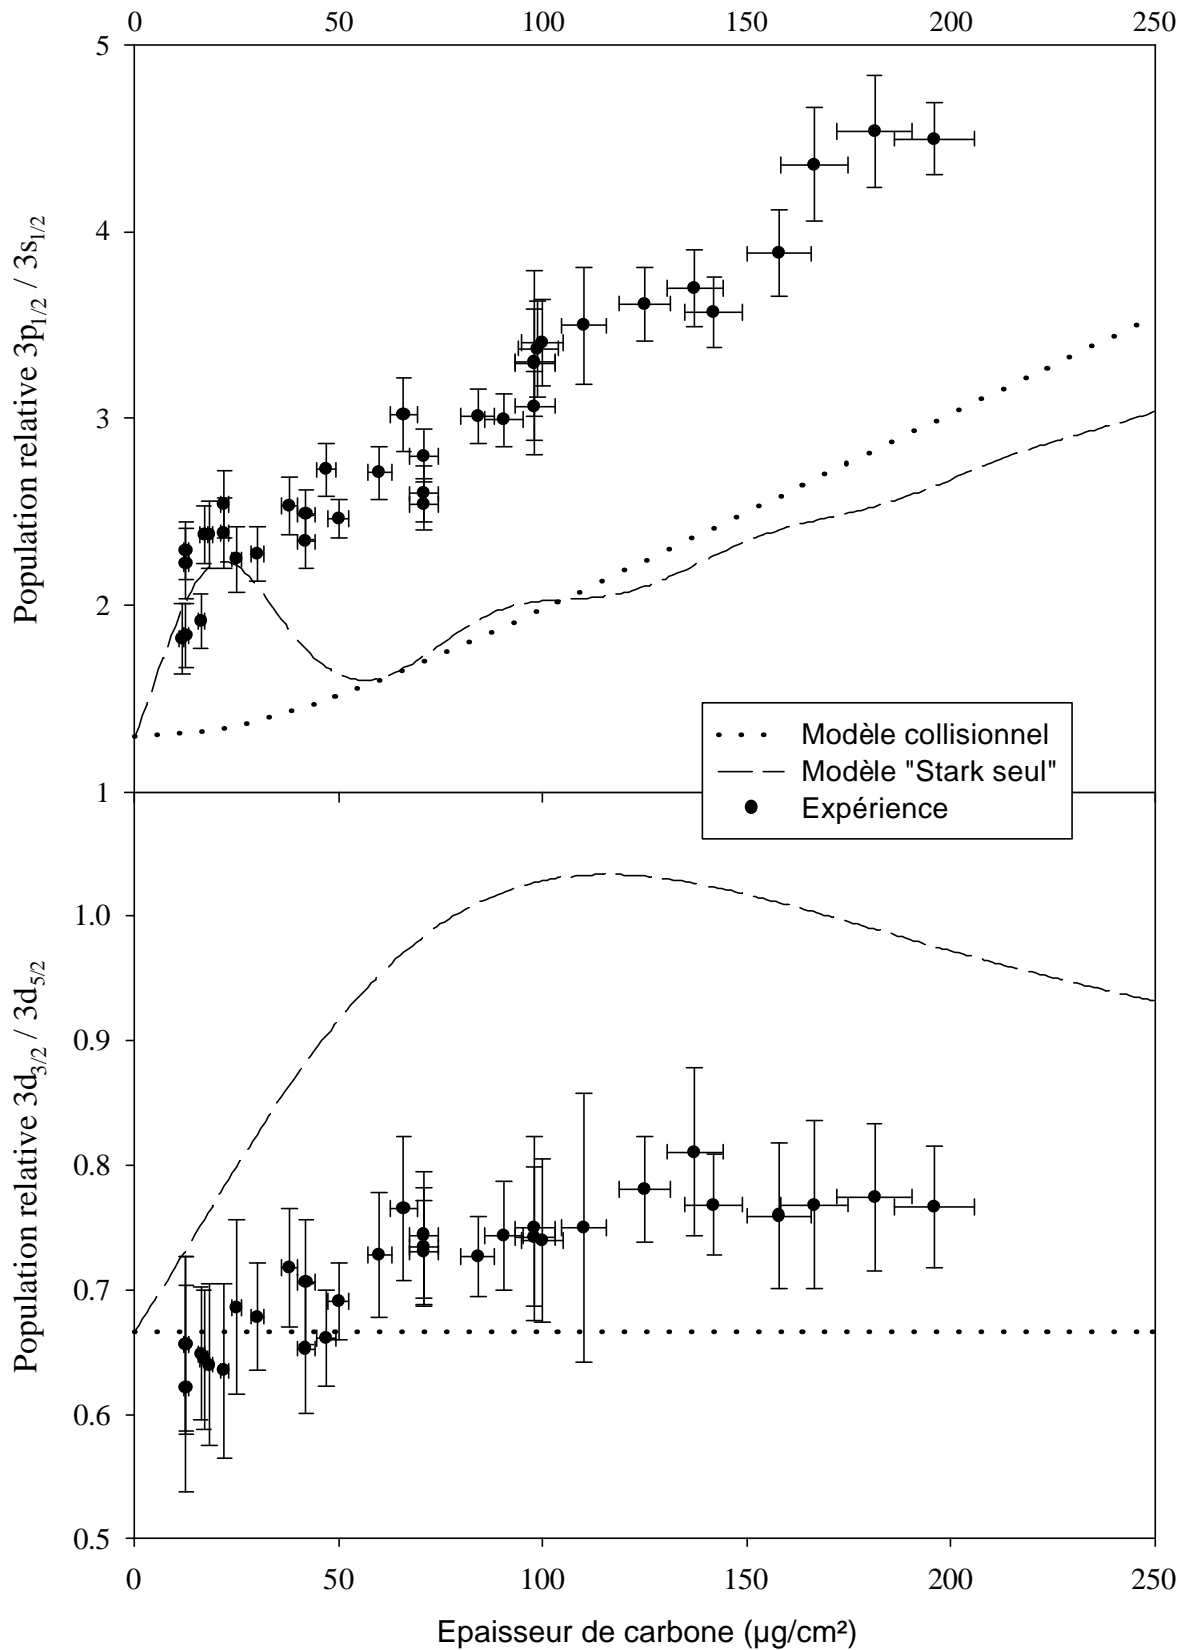 0 50 100 150 200 250
5
4
3
2
1
Population relative 3p1/2 / 3s1/2
Modèle collisionnel
Modèle "Stark seul"
Expérience
1.0
0.9
0.8
0.7
0.6
0.5
Population relative 3d3/2 / 3d5/2
0 50 100 150 200 250
Epaisseur de carbone (µg/cm²)